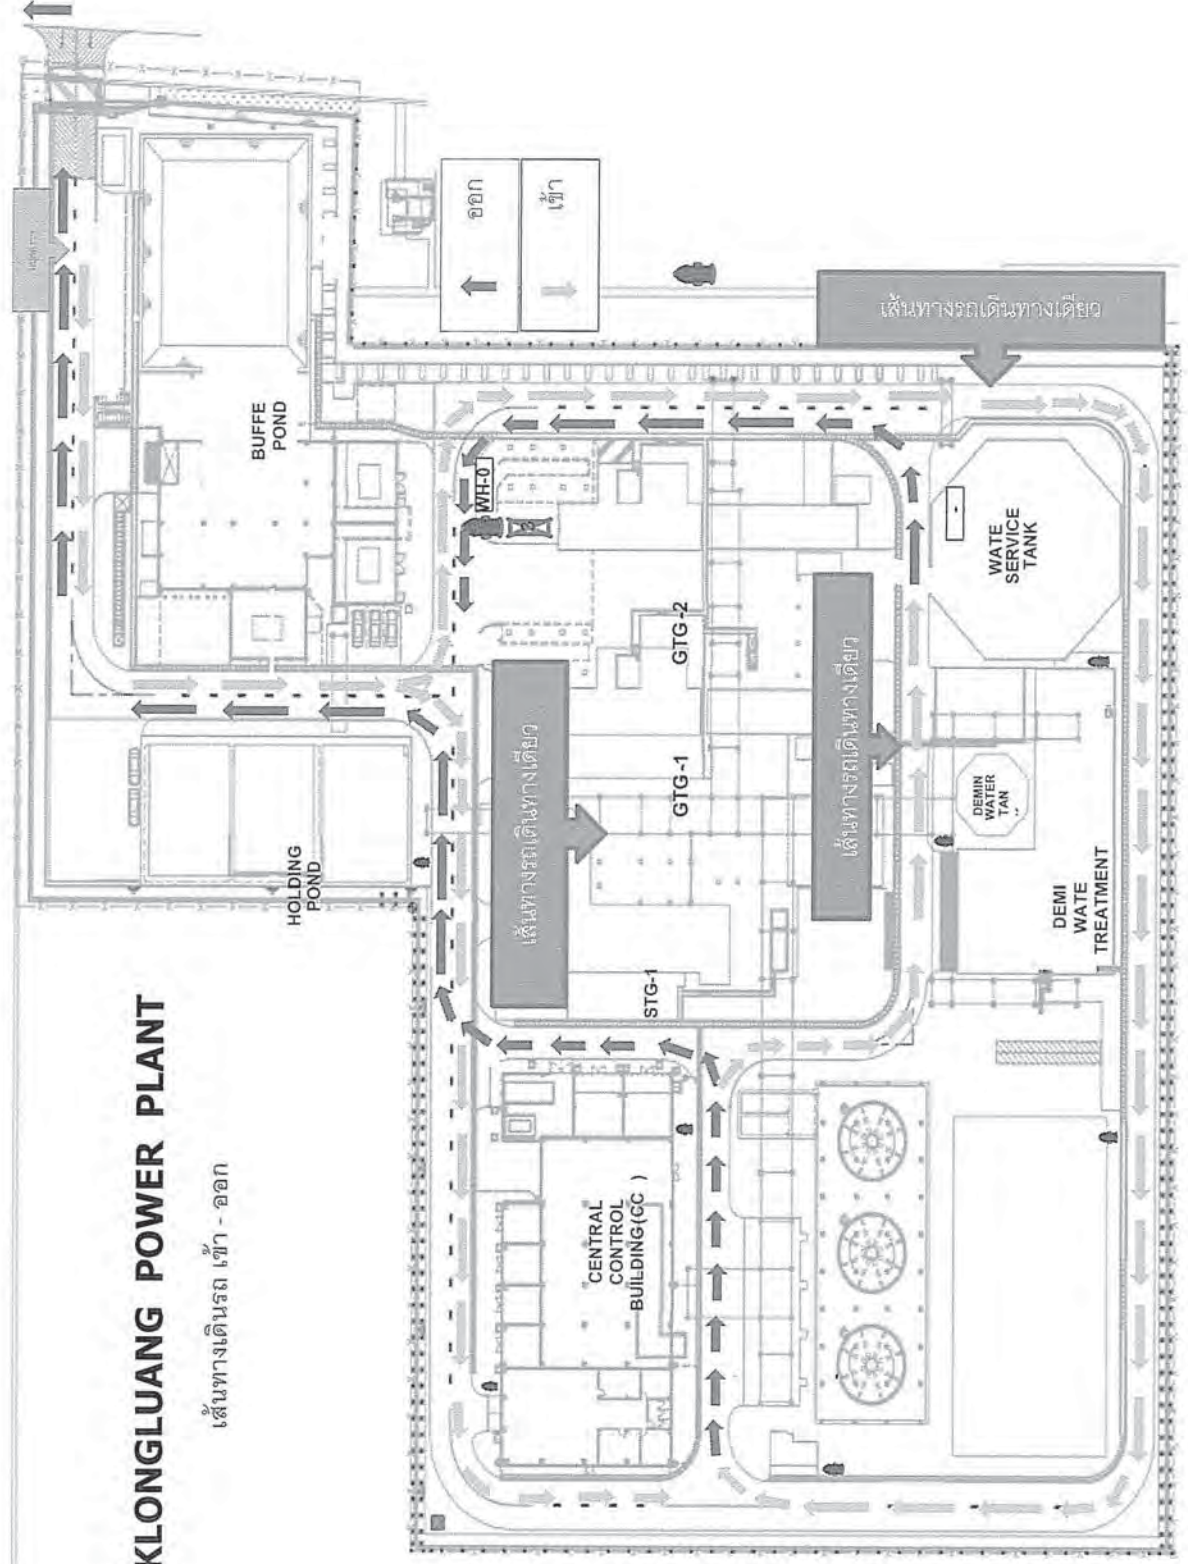 KLONGLUANG POWER PLANT
เส้นทางเดินรถ เข้า - ออก
HOLDING
POND
BUFFE
POND
ออก
เข้า
WH-0
เส้นทางรถเดินทางเดียว
เส้นทางรถเดินทางเดียว
เส้นทางรถเดินทางเดียว
STG-1
GTG -1
GTG -2
CENTRAL
CONTROL
BUILDING(CC )
WATE
SERVICE
TANK
DEMIN
WATER
TAN
DEMI
WATE
TREATMENT